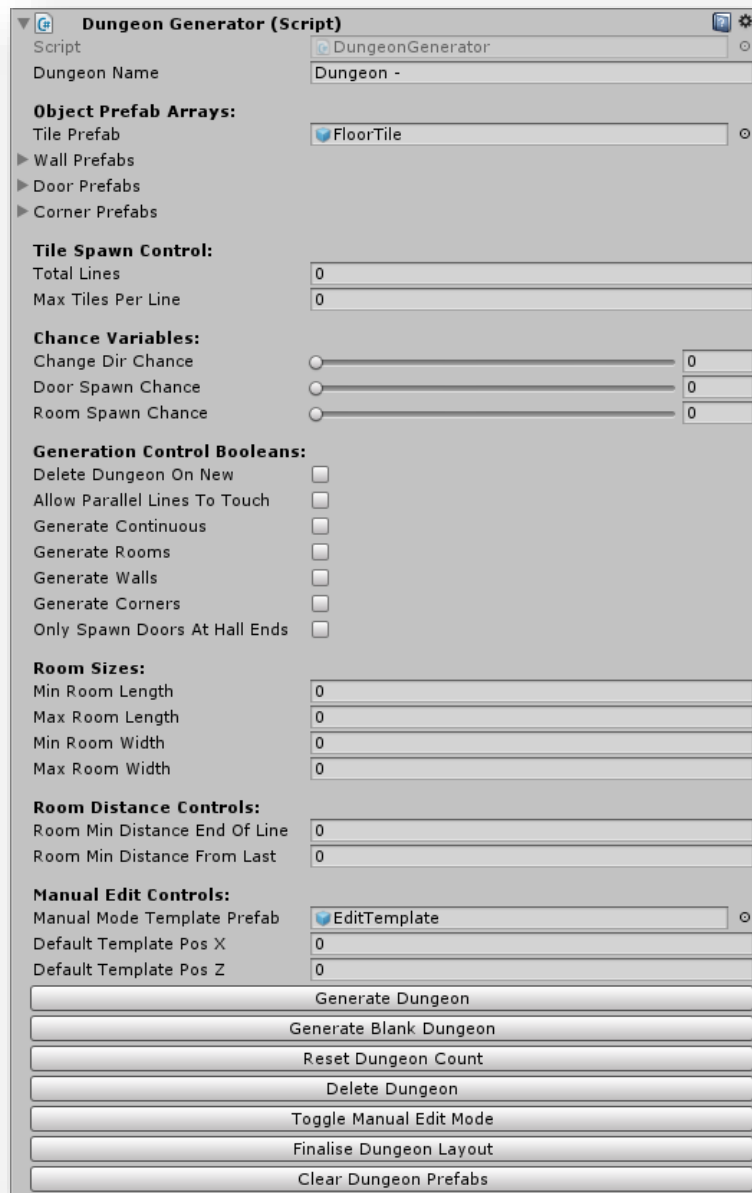 Dungeon Generator (Script)
Script DungeonGenerator
Dungeon Name Dungeon -
Object Prefab Arrays:
Tile Prefab FloorTile
Wall Prefabs
Door Prefabs
Corner Prefabs
Tile Spawn Control:
Total Lines 0
Max Tiles Per Line 0
Chance Variables:
Change Dir Chance 0
Door Spawn Chance 0
Room Spawn Chance 0
Generation Control Booleans:
Delete Dungeon On New
Allow Parallel Lines To Touch
Generate Continuous
Generate Rooms
Generate Walls
Generate Corners
Only Spawn Doors At Hall Ends
Room Sizes:
Min Room Length 0
Max Room Length 0
Min Room Width 0
Max Room Width 0
Room Distance Controls:
Room Min Distance End Of Line 0
Room Min Distance From Last 0
Manual Edit Controls:
Manual Mode Template Prefab EditTemplate
Default Template Pos X 0
Default Template Pos Z 0
Generate Dungeon
Generate Blank Dungeon
Reset Dungeon Count
Delete Dungeon
Toggle Manual Edit Mode
Finalise Dungeon Layout
Clear Dungeon Prefabs